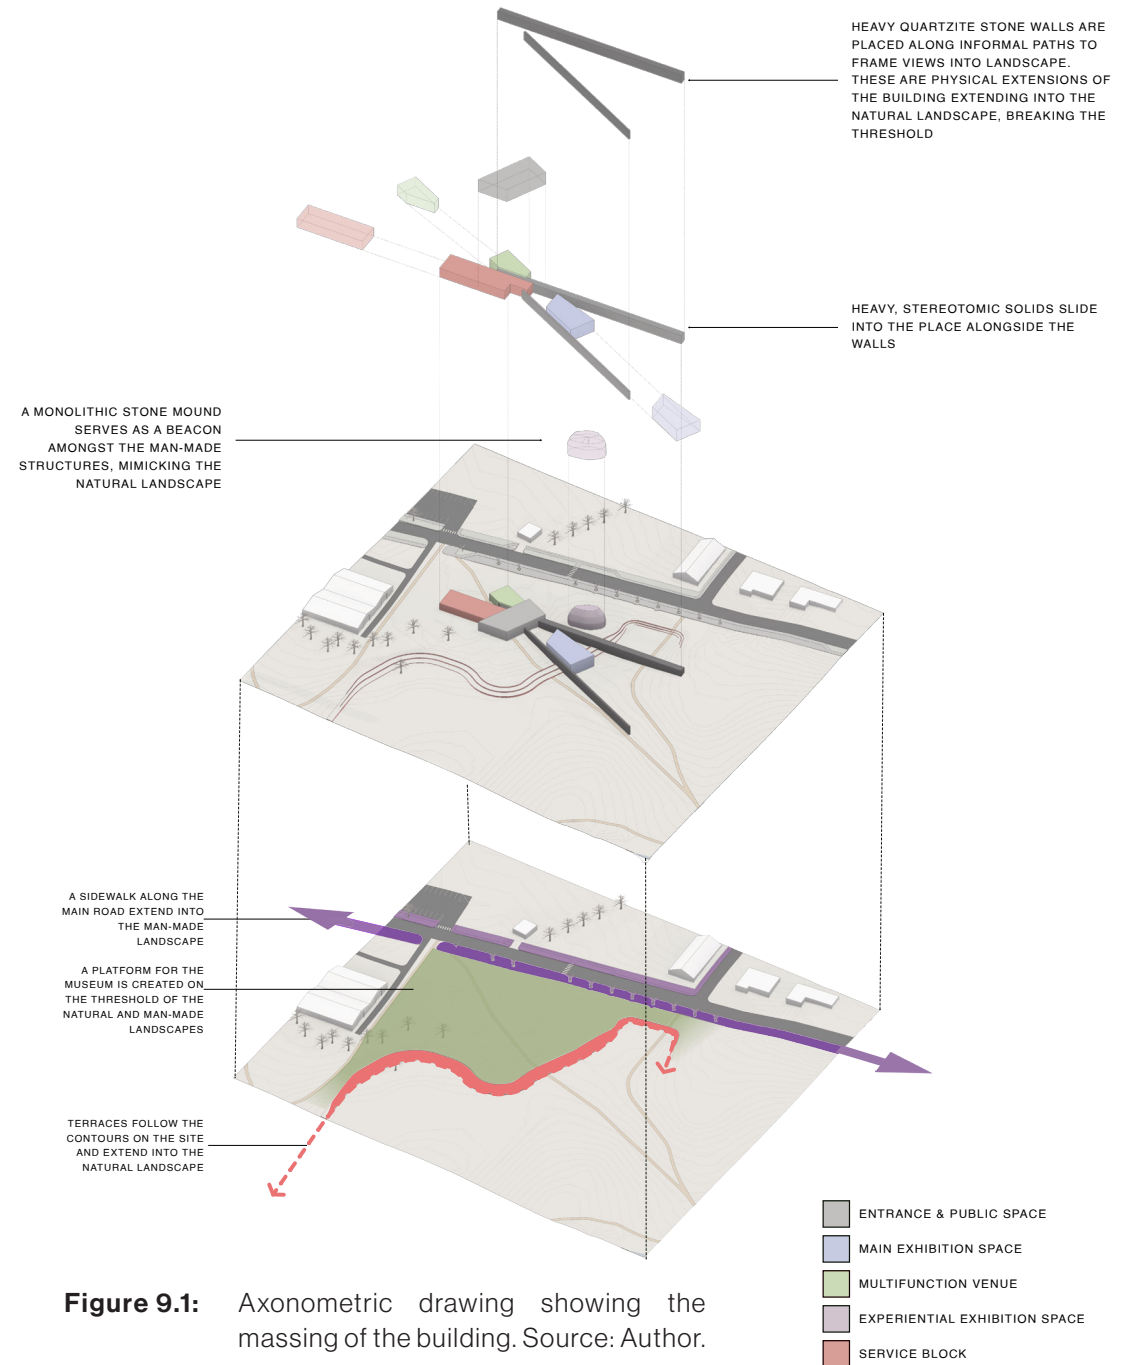 HEAVY QUARTZITE STONE WALLS ARE
PLACED ALONG INFORMAL PATHS TO
FRAME VIEWS INTO LANDSCAPE.
THESE ARE PHYSICAL EXTENSIONS OF
THE BUILDING EXTENDING INTO THE
NATURAL LANDSCAPE, BREAKING THE
THRESHOLD
HEAVY, STEREOTOMIC SOLIDS SLIDE
INTO THE PLACE ALONGSIDE THE
WALLS
A MONOLITHIC STONE MOUND
SERVES AS A BEACON
AMONGST THE MAN-MADE
STRUCTURES, MIMICKING THE
NATURAL LANDSCAPE
A SIDEWALK ALONG THE
MAIN ROAD EXTEND INTO
THE MAN-MADE
LANDSCAPE
A PLATFORM FOR THE
MUSEUM IS CREATED ON
THE THRESHOLD OF THE
NATURAL AND MAN-MADE
LANDSCAPES
TERRACES FOLLOW THE
CONTOURS ON THE SITE
AND EXTEND INTO THE
NATURAL LANDSCAPE
ENTRANCE & PUBLIC SPACE
MAIN EXHIBITION SPACE
MULTIFUNCTION VENUE
EXPERIENTIAL EXHIBITION SPACE
SERVICE BLOCK
Figure 9.1: Axonometric drawing showing the
massing of the building. Source: Author.